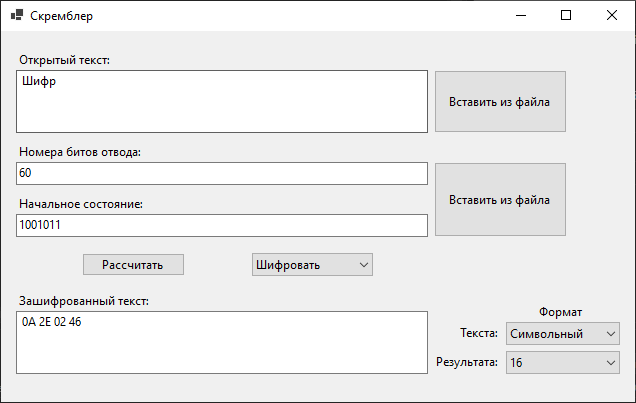 Скремблер
Открытый текст:
Шифр
Вставить из файла
Номера битов отвода:
60
Вставить из файла
Начальное состояние:
1001011
Рассчитать
Шифровать
Зашифрованный текст:
0A 2E 02 46
Формат
Текста:
Символьный
Результата:
16